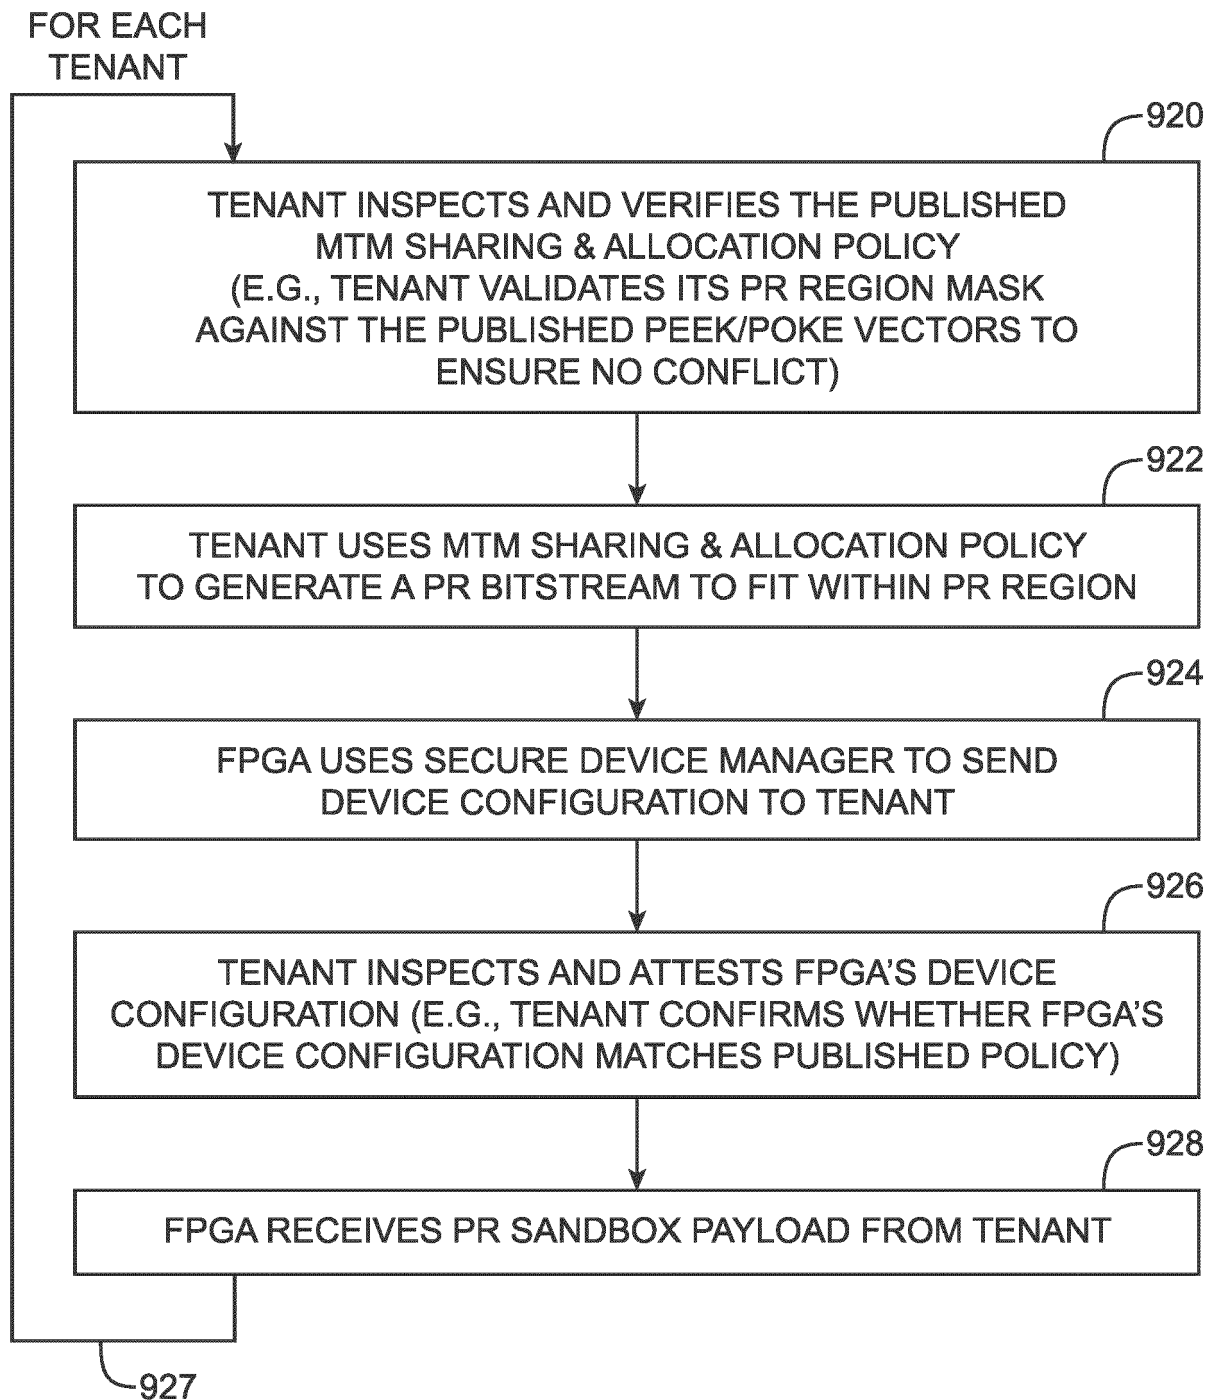 FOR EACH
TENANT
920
TENANT INSPECTS AND VERIFIES THE PUBLISHED
MTM SHARING & ALLOCATION POLICY
(E.G., TENANT VALIDATES ITS PR REGION MASK
AGAINST THE PUBLISHED PEEK/POKE VECTORS TO
ENSURE NO CONFLICT)
922
TENANT USES MTM SHARING & ALLOCATION POLICY
TO GENERATE A PR BITSTREAM TO FIT WITHIN PR REGION
924
FPGA USES SECURE DEVICE MANAGER TO SEND
DEVICE CONFIGURATION TO TENANT
926
TENANT INSPECTS AND ATTESTS FPGA'S DEVICE
CONFIGURATION (E.G., TENANT CONFIRMS WHETHER FPGA'S
DEVICE CONFIGURATION MATCHES PUBLISHED POLICY)
928
FPGA RECEIVES PR SANDBOX PAYLOAD FROM TENANT
927